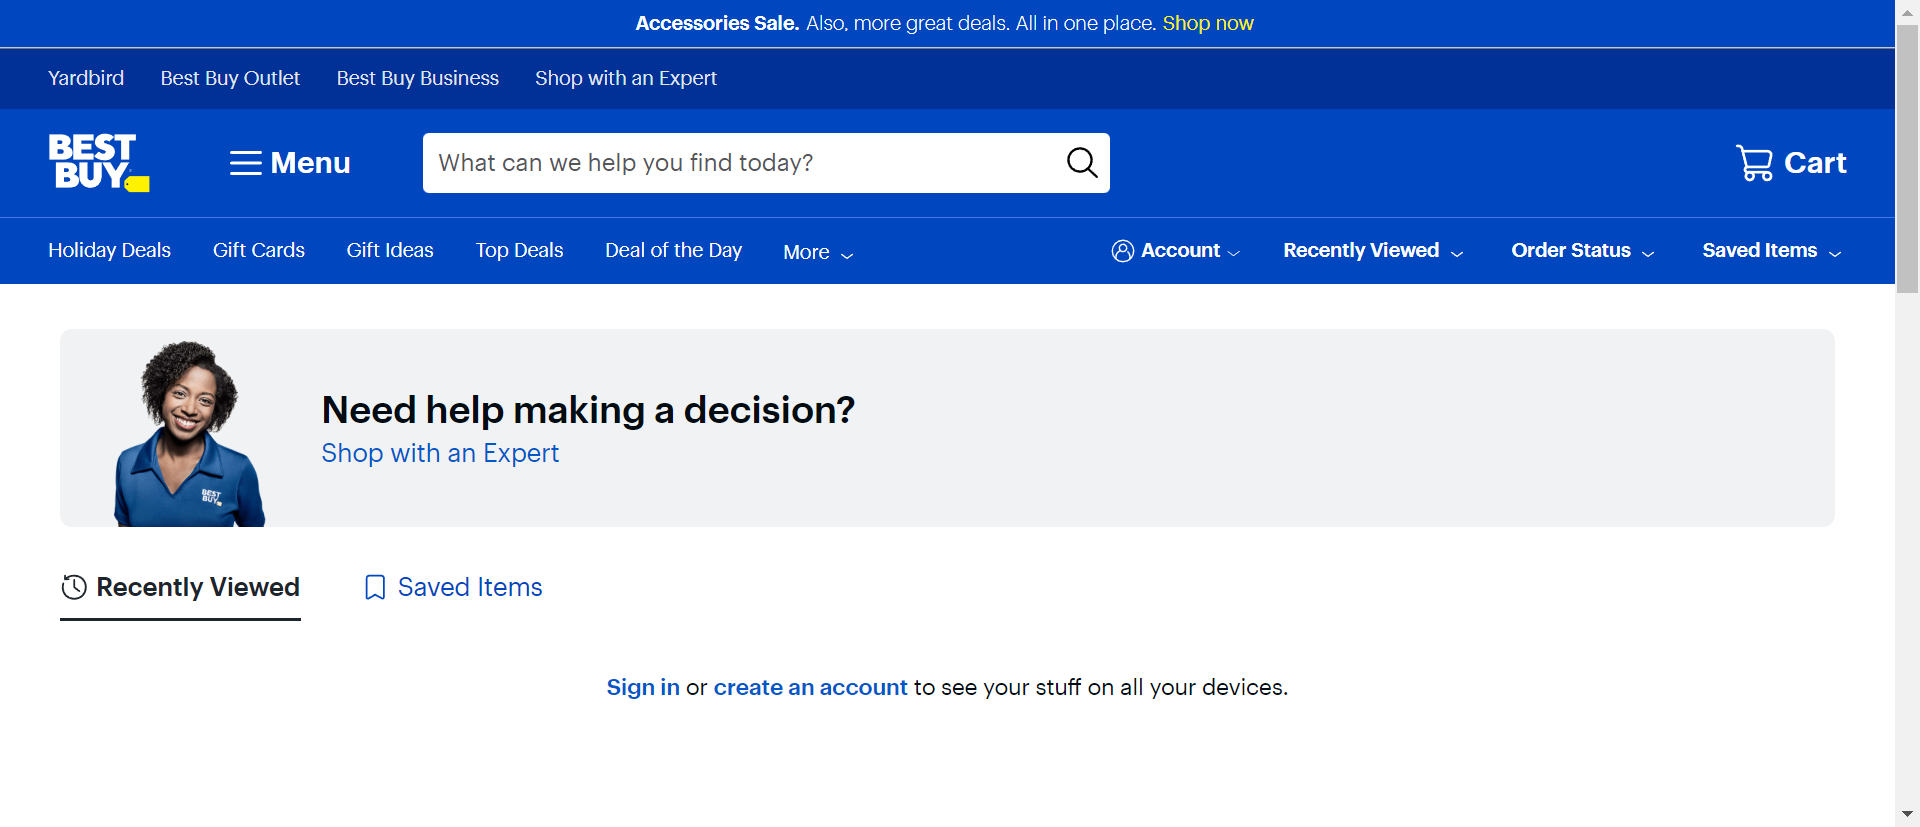 Accessories Sale. Also, more great deals. All in one place. Shop now
Yardbird Best Buy Outlet Best Buy Business Shop with an Expert
BEST BUY
Menu
What can we help you find today?
Cart
Holiday Deals Gift Cards Gift Ideas Top Deals Deal of the Day More Account Recently Viewed Order Status Saved Items
Need help making a decision?
Shop with an Expert
BEST
BUY
Recently Viewed Saved Items
Sign in or create an account to see your stuff on all your devices.